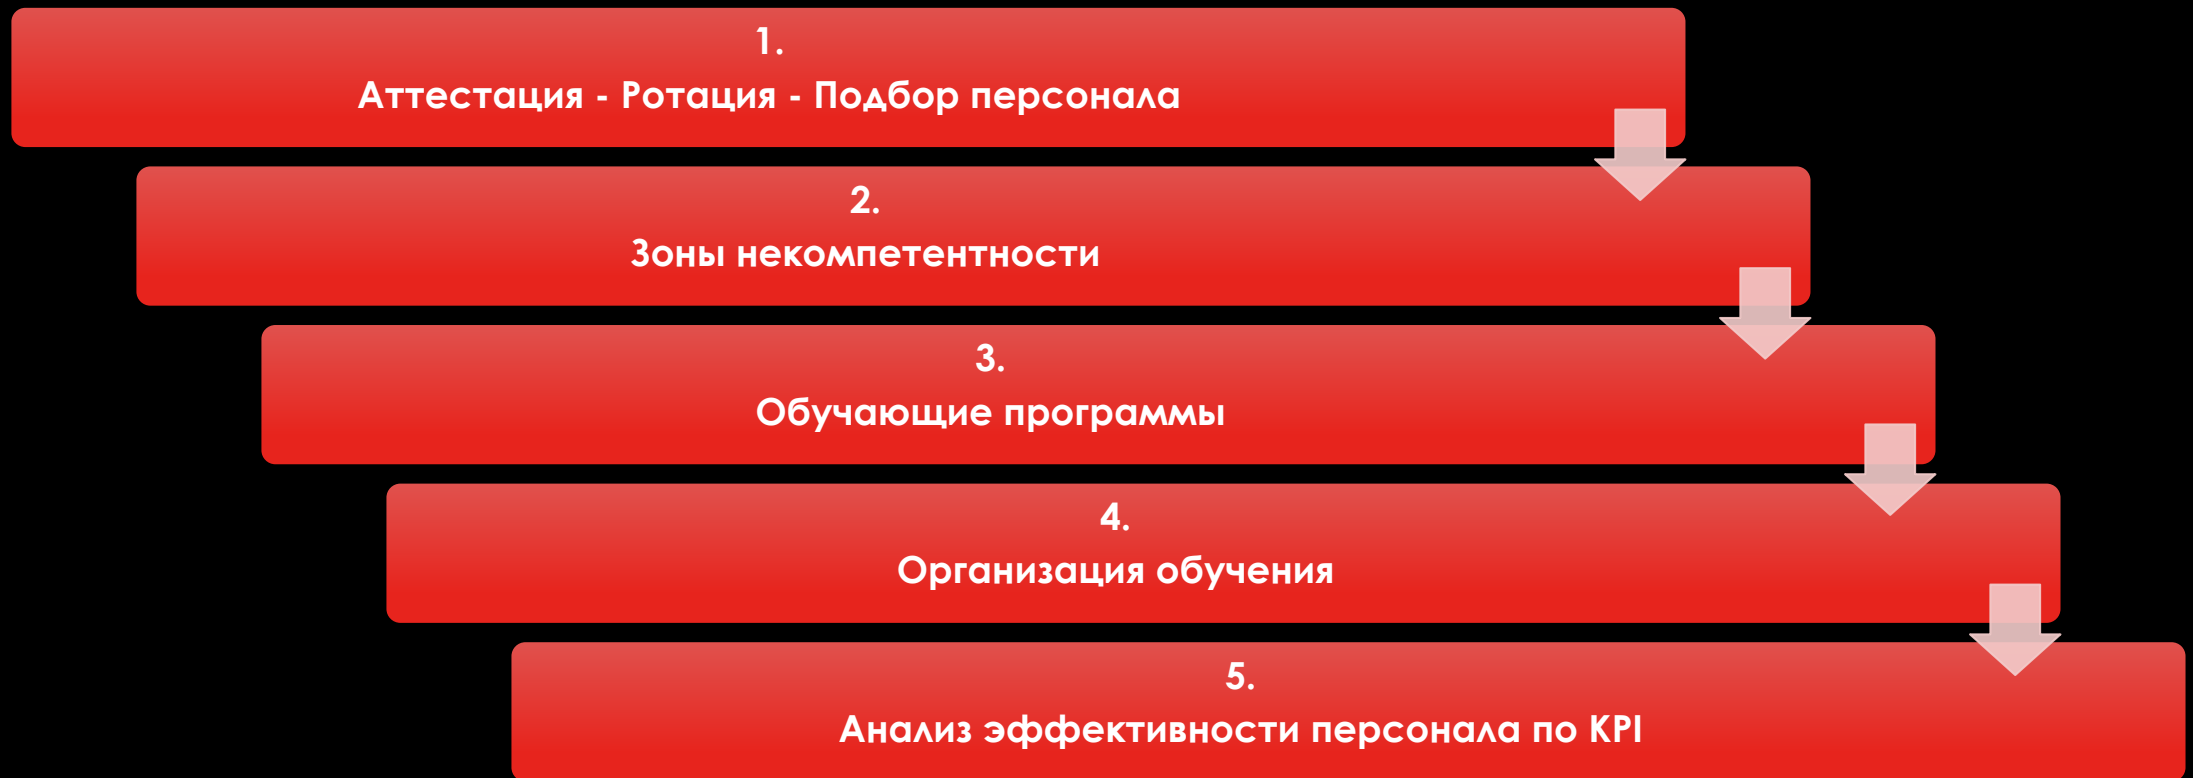 1.
Аттестация - Ротация - Подбор персонала
2.
Зоны некомпетентности
3.
Обучающие программы
4.
Организация обучения
5.
Анализ эффективности персонала по KPI